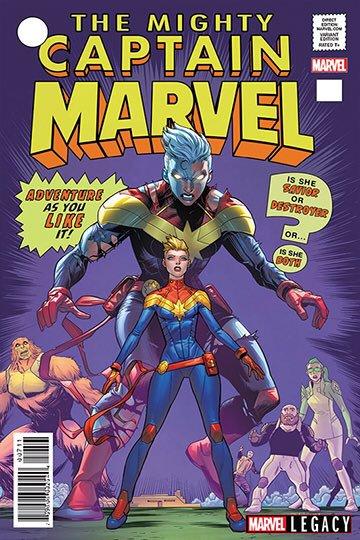 THE MIGHTY
CAPTAIN
MARVEL
DIRECT
EDITION
MARVEL.COM
VARIANT
EDITION
RATED T+
MARVEL
ADVENTURE
AS YOU
LIKE
IT!
IS SHE
SAVIOR
OR
DESTROYER
OR...
IS SHE
BOTH
00711
MARVEL LEGACY